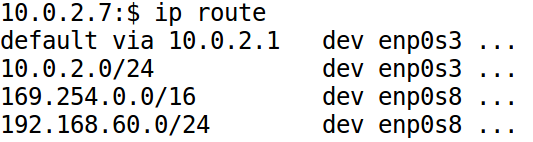 10.0.2.7:$ ip route
default via 10.0.2.1   dev enp0s3 ...
10.0.2.0/24            dev enp0s3 ...
169.254.0.0/16         dev enp0s8 ...
192.168.60.0/24        dev enp0s8 ...